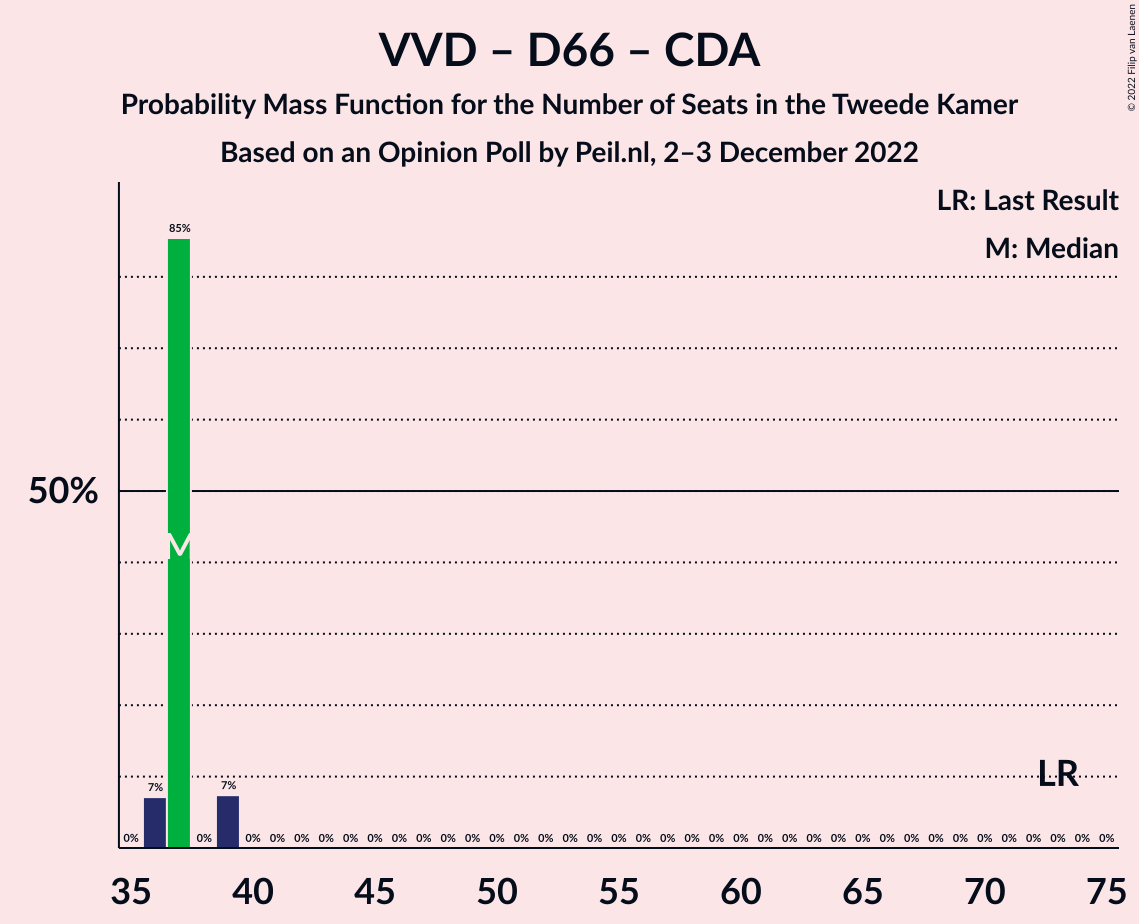 VVD – D66 – CDA
Probability Mass Function for the Number of Seats in the Tweede Kamer
Based on an Opinion Poll by Peil.nl, 2–3 December 2022
© 2022 Filip van Laenen
LR: Last Result
M: Median
85%
50%
M
LR
7% 7%
0% 0% 0% 0% 0% 0% 0% 0% 0% 0% 0% 0% 0% 0% 0% 0% 0% 0% 0% 0% 0% 0% 0% 0% 0% 0% 0% 0% 0% 0% 0% 0% 0% 0% 0% 0% 0% 0%
35 40 45 50 55 60 65 70 75